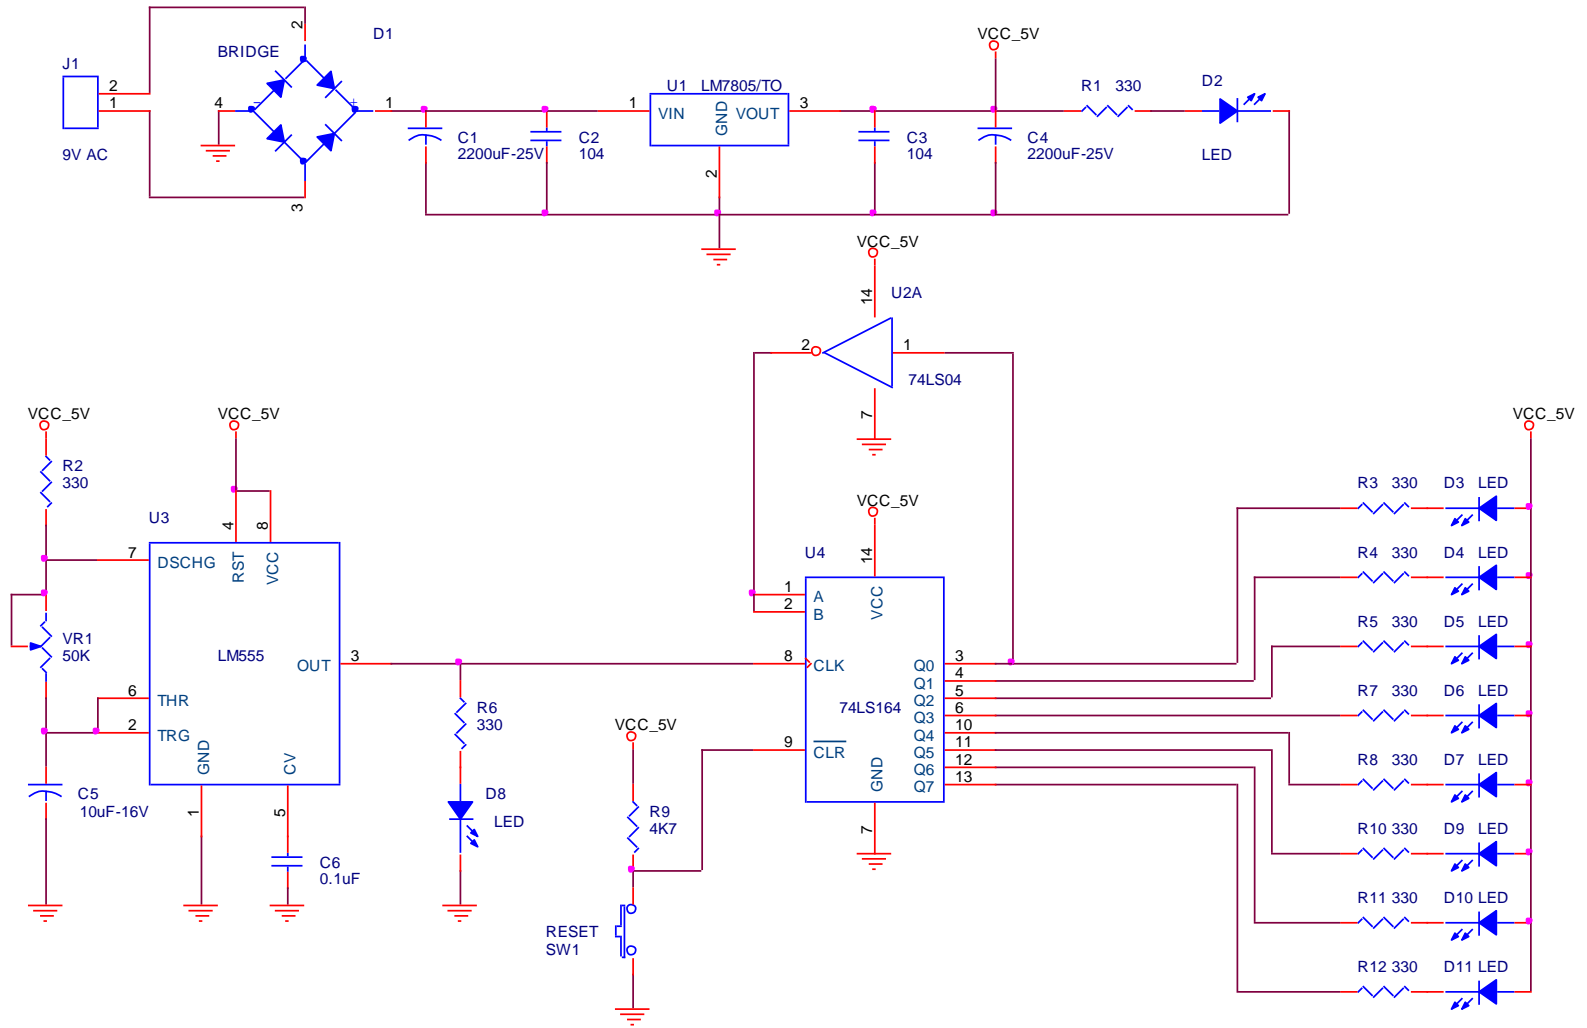 D1
BRIDGE
J1
2
1
9V AC
2
4
1
3
- +
U1 LM7805/TO
1
VIN
GND
VOUT
3
2
C1
2200uF-25V
C2
104
C3
104
VCC_5V
C4
2200uF-25V
R1 330
D2
LED
VCC_5V
14
U2A
2
1
74LS04
7
VCC_5V
R2
330
VCC_5V
U3
4
8
7
DSCHG
RST
VCC
VR1
50K
LM555
OUT
3
6
THR
2
TRG
GND
CV
1
5
C5
10uF-16V
C6
0.1uF
R6
330
D8
LED
VCC_5V
R9
4K7
RESET
SW1
VCC_5V
14
U4
1
A
2
B
VCC
8
CLK
74LS164
9
CLR
GND
7
Q0
3
Q1
4
Q2
5
Q3
6
Q4
10
Q5
11
Q6
12
Q7
13
VCC_5V
R3 330 D3 LED
R4 330 D4 LED
R5 330 D5 LED
R7 330 D6 LED
R8 330 D7 LED
R10 330 D9 LED
R11 330 D10 LED
R12 330 D11 LED